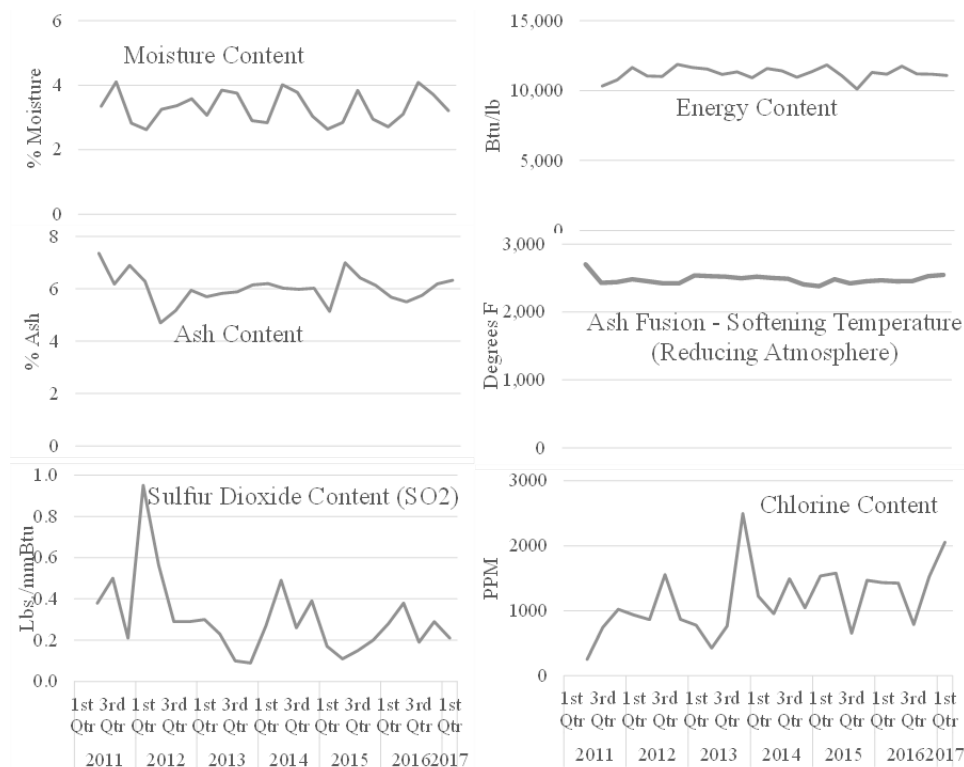 6
Moisture Content
4
% Moisture
2
0
15,000
10,000
Energy Content
Btu/lb
5,000
0
8
6
% Ash
Ash Content
4
2
0
3,000
2,000
Ash Fusion - Softening Temperature
(Reducing Atmosphere)
Degrees F
1,000
0
1.0
Sulfur Dioxide Content (SO2)
0.8
0.6
Lbs./mmBtu
0.4
0.2
0.0
1st 3rd 1st 3rd 1st 3rd 1st 3rd 1st 3rd 1st 3rd 1st
Qtr Qtr Qtr Qtr Qtr Qtr Qtr Qtr Qtr Qtr Qtr Qtr Qtr
2011 2012 2013 2014 2015 2016 2017
3000
Chlorine Content
2000
PPM
1000
0
1st 3rd 1st 3rd 1st 3rd 1st 3rd 1st 3rd 1st 3rd 1st
Qtr Qtr Qtr Qtr Qtr Qtr Qtr Qtr Qtr Qtr Qtr Qtr Qtr
2011 2012 2013 2014 2015 2016 2017